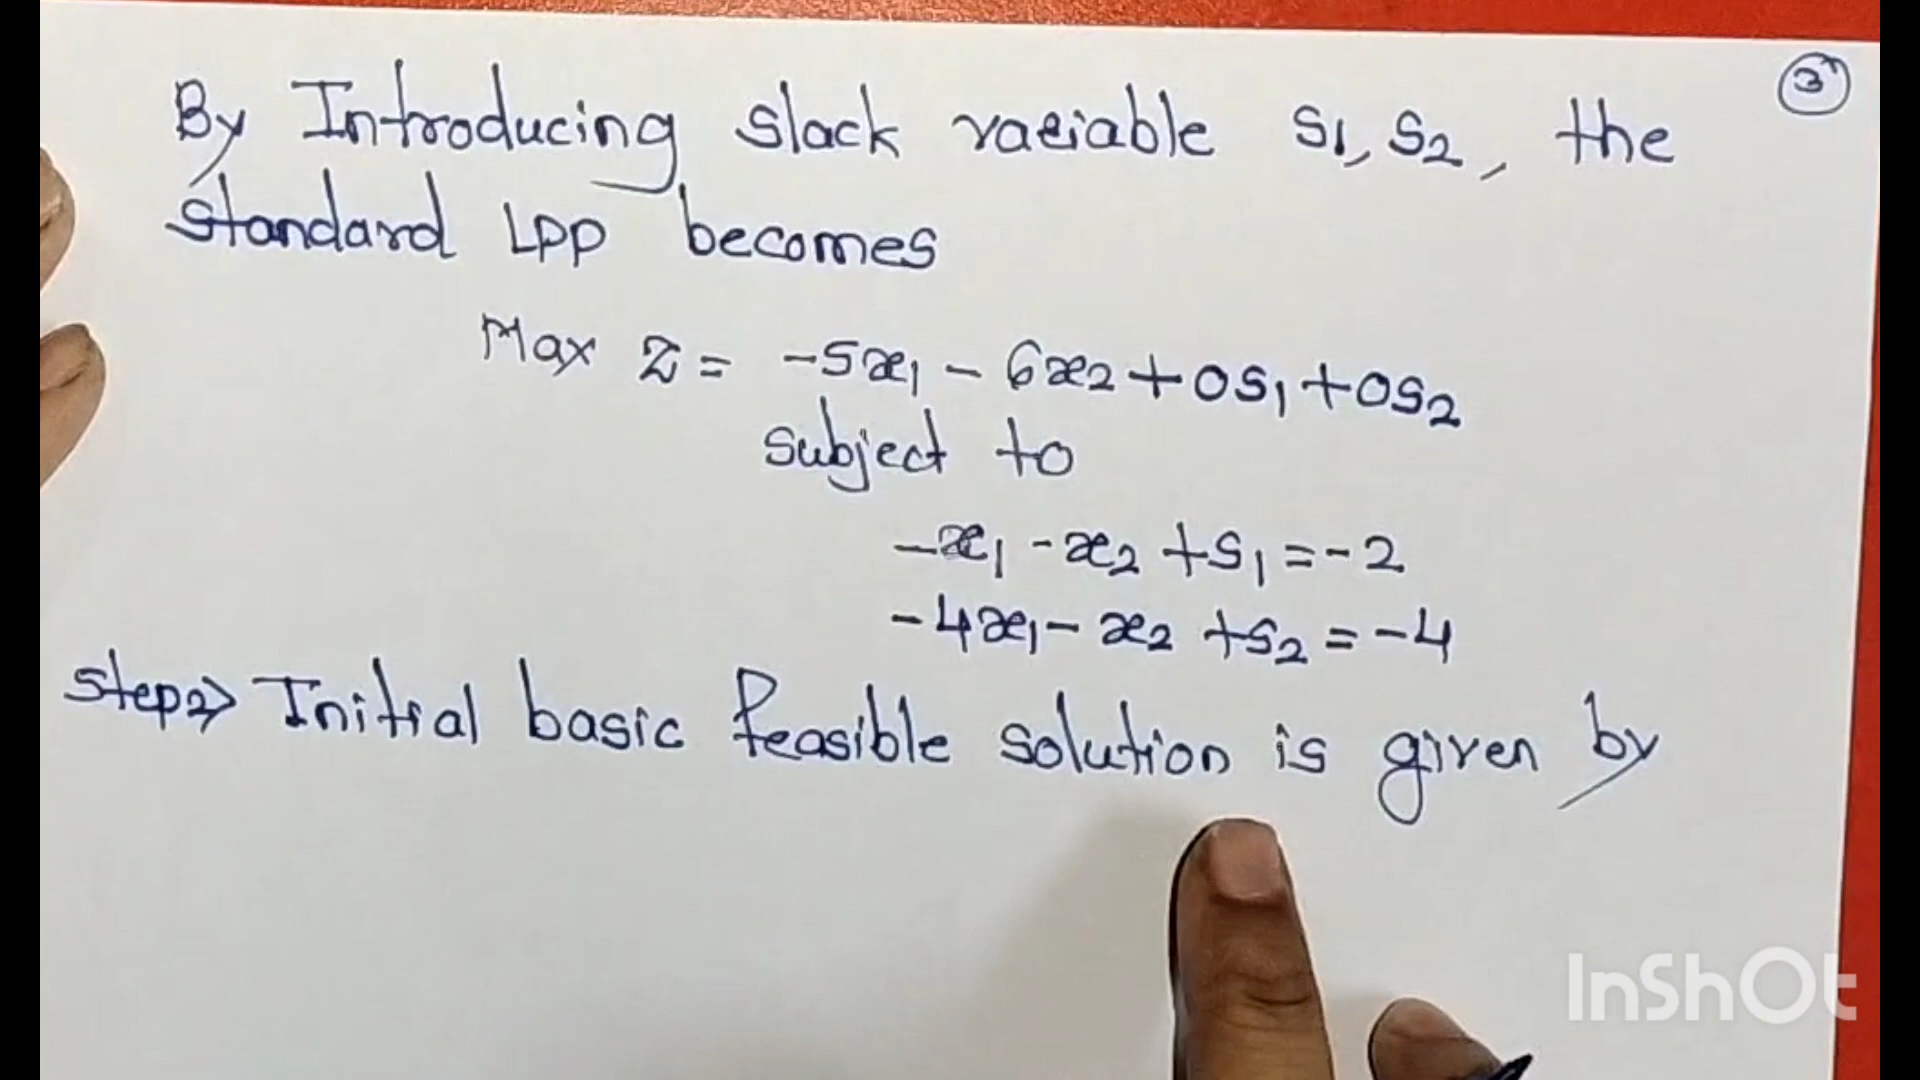 3
By Introducing slack variable s1, s2, the
standard LPP becomes
Max Z = -5x1 - 6x2 + 0s1 + 0s2
subject to
-x1 - x2 + s1 = -2
-4x1 - x2 + s2 = -4
step2> Initial basic feasible solution is given by
InShOt